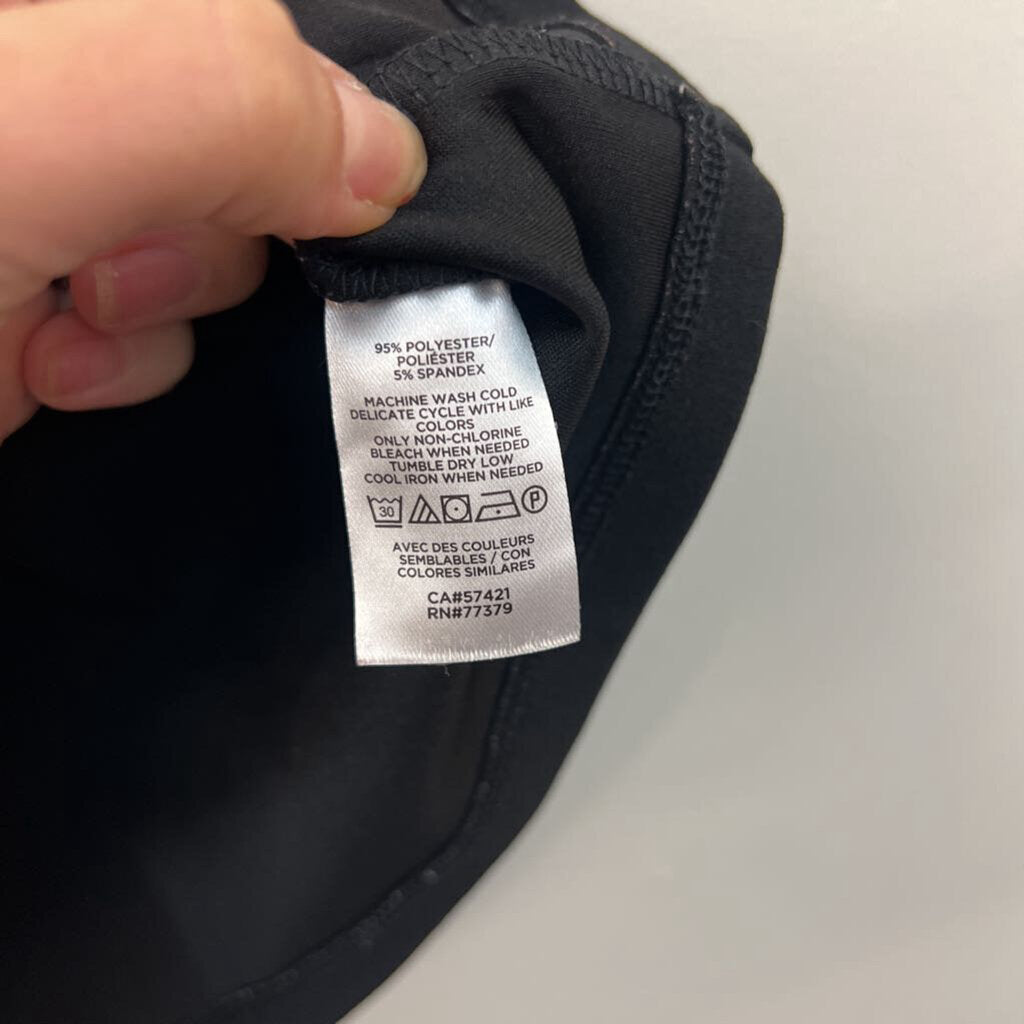 95% POLYESTER/
POLIÉSTER
5% SPANDEX
MACHINE WASH COLD
DELICATE CYCLE WITH LIKE
COLORS
ONLY NON-CHLORINE
BLEACH WHEN NEEDED
TUMBLE DRY LOW
COOL IRON WHEN NEEDED
30 P
AVEC DES COULEURS
SEMBLABLES / CON
COLORES SIMILARES
CA#57421
RN#77379